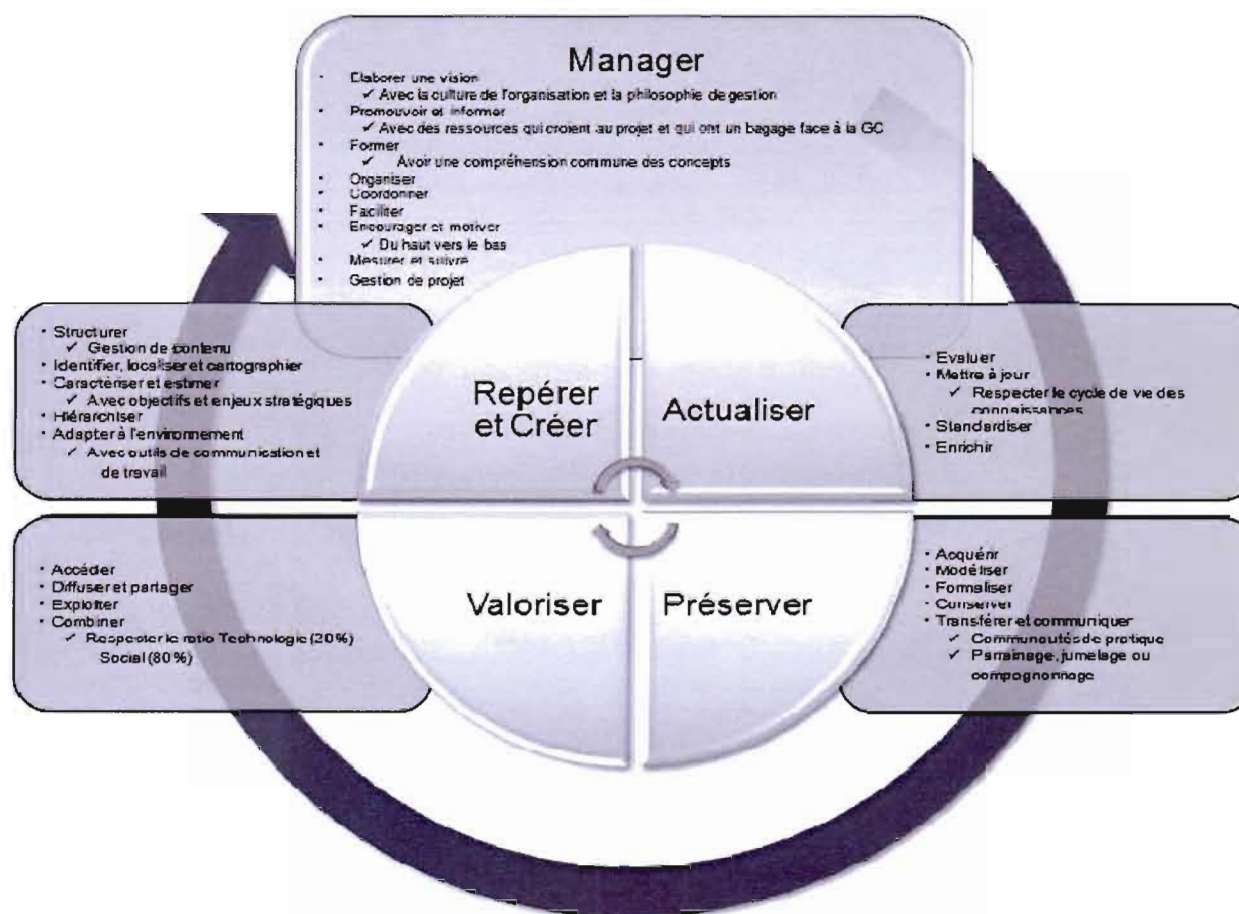 Manager
• Elaborer une vision
✓ Avec la culture de l'organisation et la philosophie de gestion
• Promouvoir et informer
✓ Avec des ressources qui croient au projet et qui ont un bagage face à la GC
• Former
✓ Avoir une compréhension commune des concepts
• Organiser
• Coordonner
• Faciliter
• Encourager et motiver
✓ Du haut vers le bas
• Mesurer et suivre
• Gestion de projet
• Structurer
✓ Gestion de contenu
• Identifier, localiser et cartographier
• Caractériser et estimer
✓ Avec objectifs et enjeux stratégiques
• Hiérarchiser
• Adapter à l'environnement
✓ Avec outils de communication et
de travail
Repérer
et Créer
Actualiser
• Evaluer
• Mettre à jour
✓ Respecter le cycle de vie des
connaissances
• Standardiser
• Enrichir
• Accéder
• Diffuser et partager
• Exploiter
• Combiner
✓ Respecter le ratio Technologie (20%)
Social (80%)
Valoriser
Préserver
• Acquérir
• Modéliser
• Formaliser
• Conserver
• Transférer et communiquer
✓ Communautés de pratique
✓ Parrainage, jumelage ou
compagnonnage